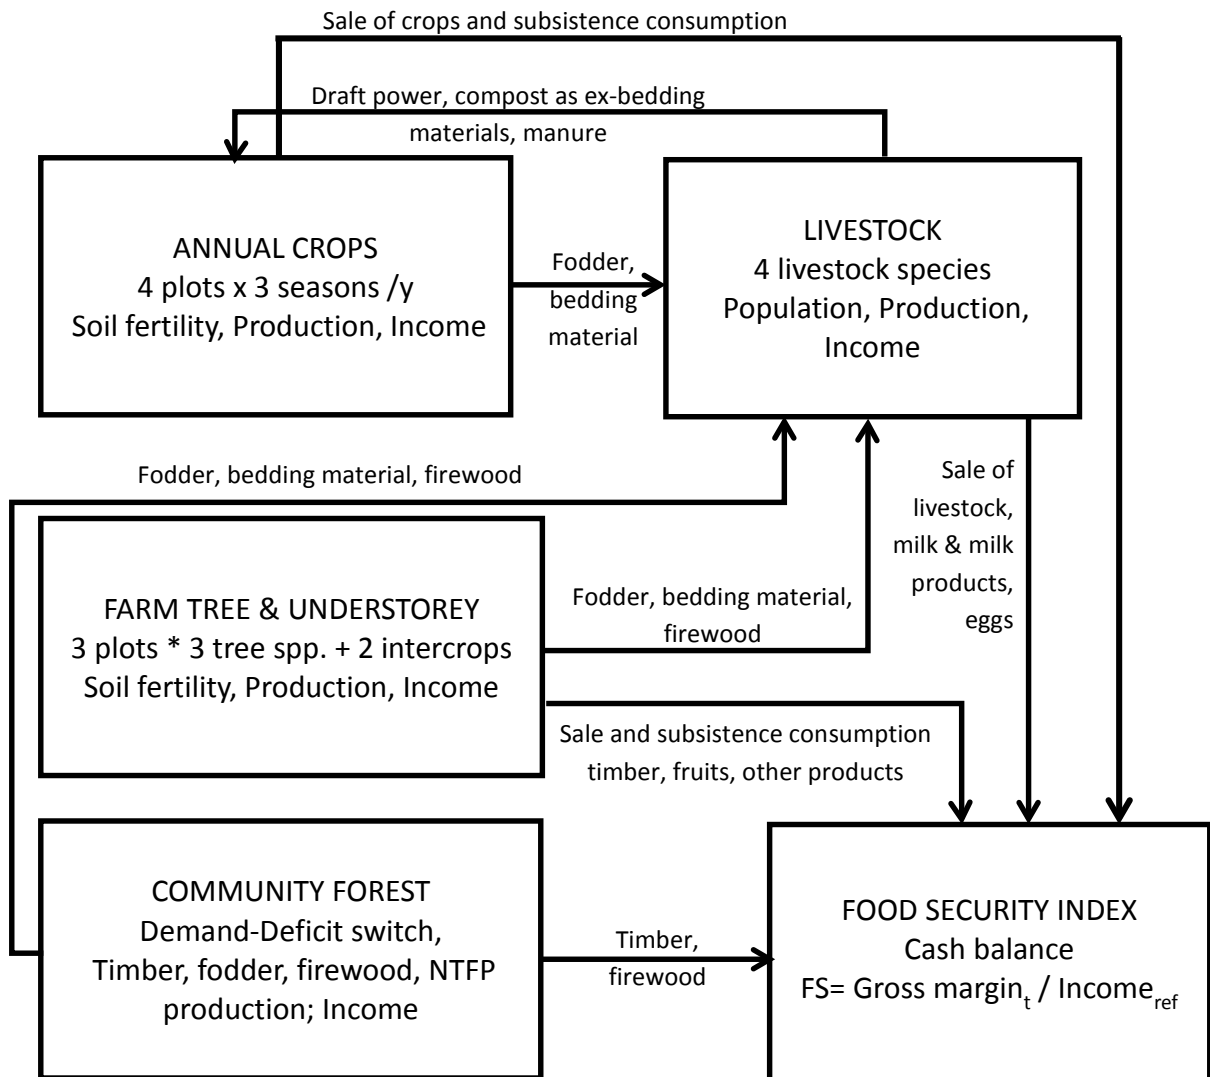 Sale of crops and subsistence consumption
Draft power, compost as ex-bedding
materials, manure
ANNUAL CROPS
4 plots x 3 seasons /y
Soil fertility, Production, Income
Fodder,
bedding
material
LIVESTOCK
4 livestock species
Population, Production,
Income
Fodder, bedding material, firewood
Sale of
livestock,
milk & milk
products,
eggs
FARM TREE & UNDERSTOREY
3 plots * 3 tree spp. + 2 intercrops
Soil fertility, Production, Income
Fodder, bedding material,
firewood
Sale and subsistence consumption
timber, fruits, other products
COMMUNITY FOREST
Demand-Deficit switch,
Timber, fodder, firewood, NTFP
production; Income
Timber,
firewood
FOOD SECURITY INDEX
Cash balance
FS= Gross margin_t / Income_ref